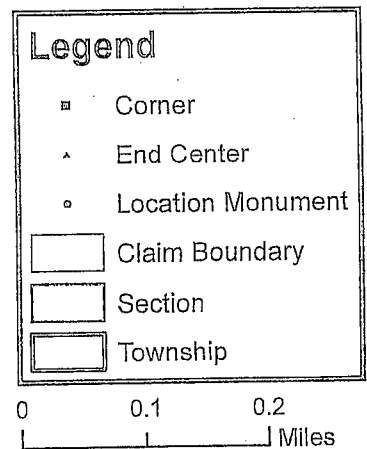 Legend
Corner
End Center
Location Monument
Claim Boundary
Section
Township
0 0.1 0.2
Miles